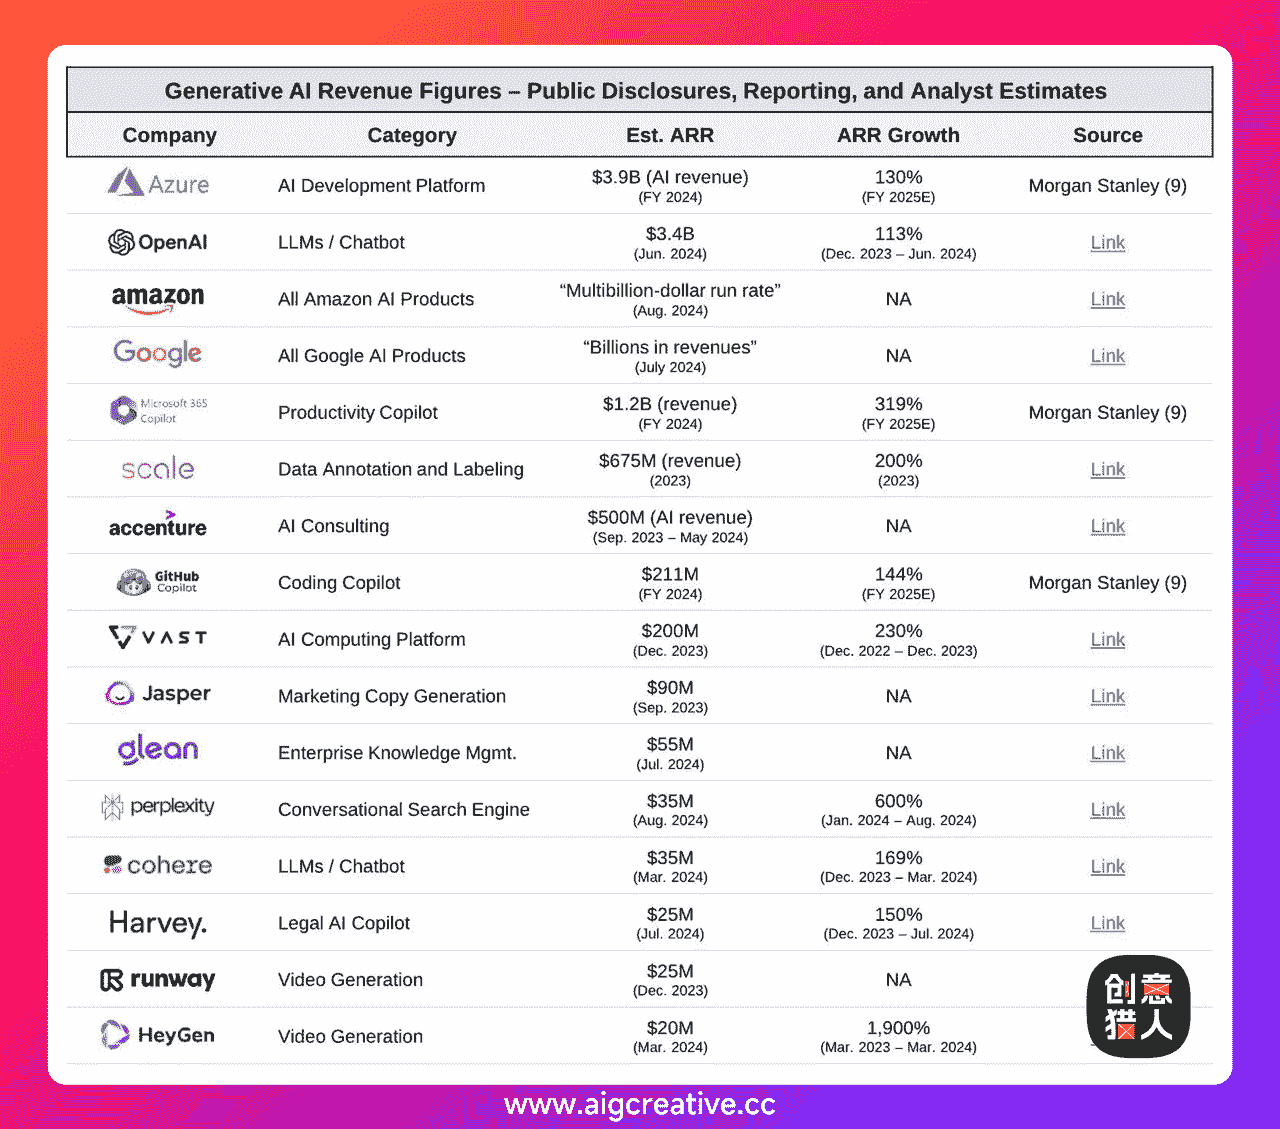 Generative AI Revenue Figures – Public Disclosures, Reporting, and Analyst Estimates
Company Category Est. ARR ARR Growth Source
Azure AI Development Platform $3.9B (AI revenue) 130% Morgan Stanley (9)
(FY 2024) (FY 2025E)
OpenAI LLMs / Chatbot $3.4B 113% Link
(Jun. 2024) (Dec. 2023 – Jun. 2024)
amazon All Amazon AI Products “Multibillion-dollar run rate” NA Link
(Aug. 2024)
Google All Google AI Products “Billions in revenues” NA Link
(July 2024)
Microsoft 365 Copilot Productivity Copilot $1.2B (revenue) 319% Morgan Stanley (9)
(FY 2024) (FY 2025E)
scale Data Annotation and Labeling $675M (revenue) 200% Link
(2023) (2023)
accenture AI Consulting $500M (AI revenue) NA Link
(Sep. 2023 – May 2024)
GitHub Copilot Coding Copilot $211M 144% Morgan Stanley (9)
(FY 2024) (FY 2025E)
VAST AI Computing Platform $200M 230% Link
(Dec. 2023) (Dec. 2022 – Dec. 2023)
Jasper Marketing Copy Generation $90M NA Link
(Sep. 2023)
glean Enterprise Knowledge Mgmt. $55M NA Link
(Jul. 2024)
perplexity Conversational Search Engine $35M 600% Link
(Aug. 2024) (Jan. 2024 – Aug. 2024)
cohere LLMs / Chatbot $35M 169% Link
(Mar. 2024) (Dec. 2023 – Mar. 2024)
Harvey. Legal AI Copilot $25M 150% Link
(Jul. 2024) (Dec. 2023 – Jul. 2024)
runway Video Generation $25M NA
(Dec. 2023)
HeyGen Video Generation $20M 1,900%
(Mar. 2024) (Mar. 2023 – Mar. 2024)
创意
猎人
www.aigcreative.cc